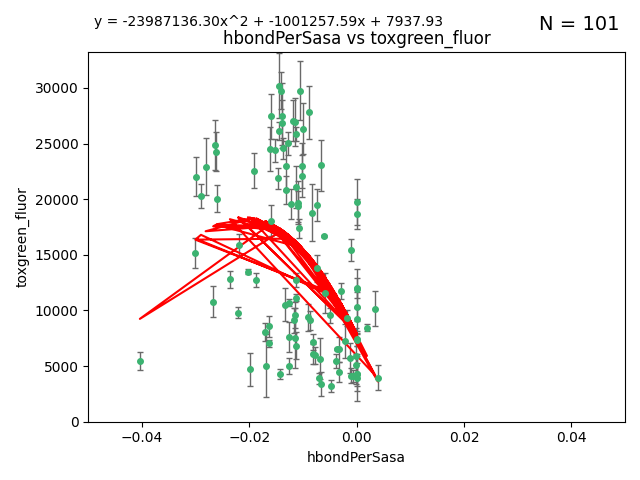 y = -23987136.30x^2 + -1001257.59x + 7937.93
N = 101
hbondPerSasa vs toxgreen_fluor
30000
25000
20000
15000
10000
5000
0
toxgreen_fluor
−0.04
−0.02
0.00
0.02
0.04
hbondPerSasa